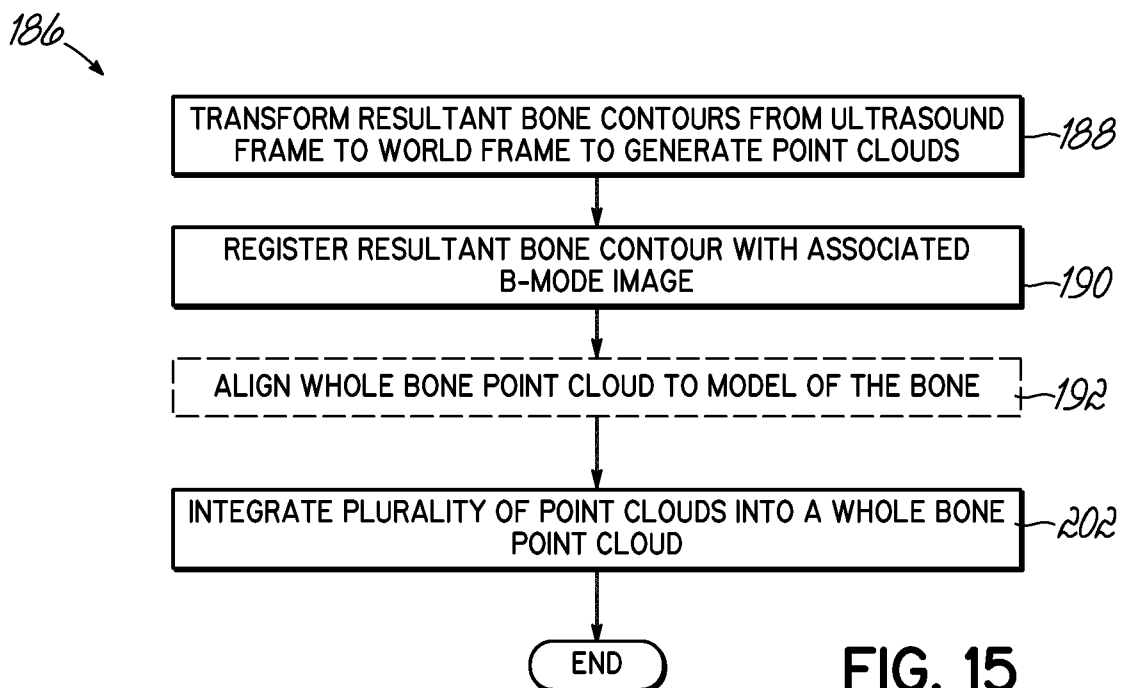 186
TRANSFORM RESULTANT BONE CONTOURS FROM ULTRASOUND
FRAME TO WORLD FRAME TO GENERATE POINT CLOUDS
188
REGISTER RESULTANT BONE CONTOUR WITH ASSOCIATED
B-MODE IMAGE
190
ALIGN WHOLE BONE POINT CLOUD TO MODEL OF THE BONE
192
INTEGRATE PLURALITY OF POINT CLOUDS INTO A WHOLE BONE
POINT CLOUD
202
END
FIG. 15